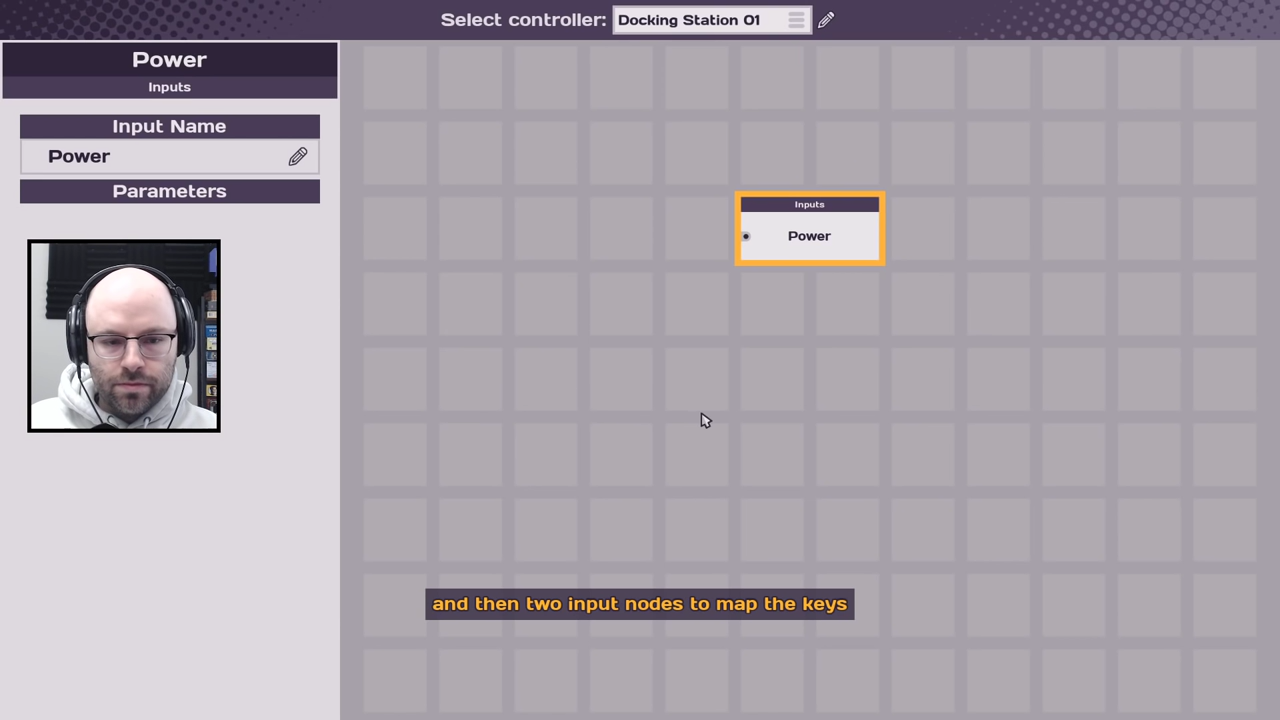 Select controller:
Docking Station 01
Power
Inputs
Input Name
Power
Parameters
Inputs
Power
and then two input nodes to map the keys